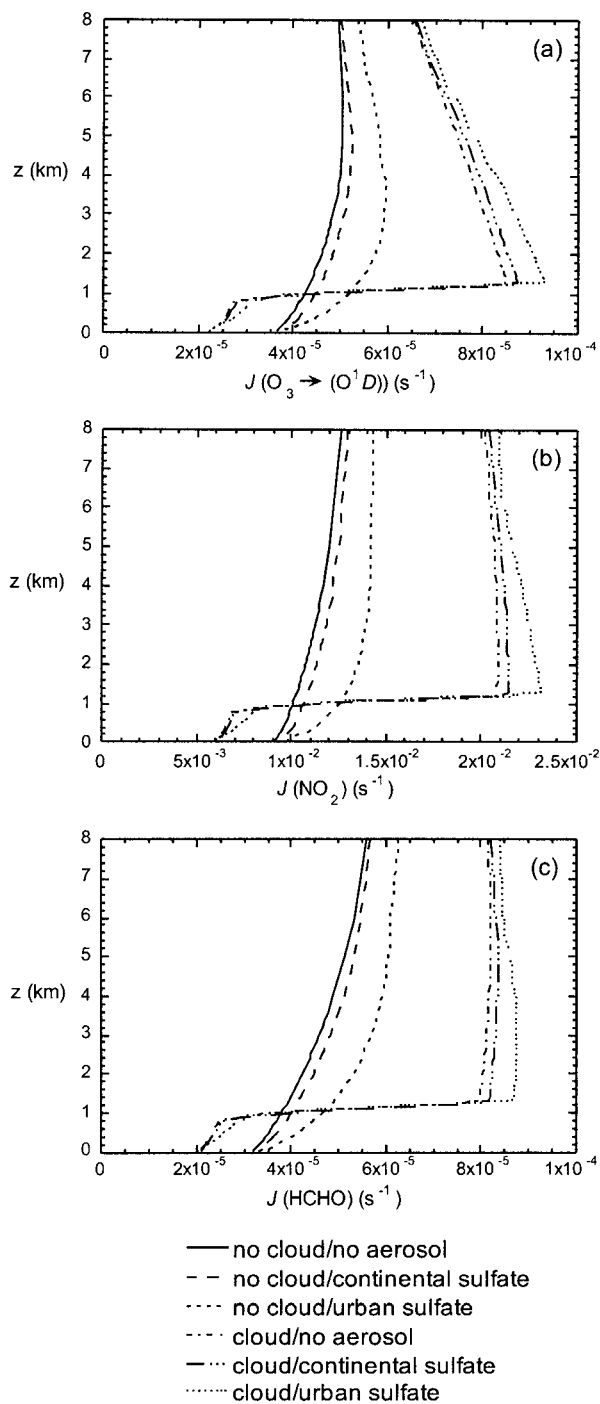 8
(a)
7
6
5
z (km)
4
3
2
1
0
0 2x10⁻⁵ 4x10⁻⁵ 6x10⁻⁵ 8x10⁻⁵ 1x10⁻⁴
J (O₃ → (O¹D)) (s⁻¹)
8
(b)
7
6
5
z (km)
4
3
2
1
0
0 5x10⁻³ 1x10⁻² 1.5x10⁻² 2x10⁻² 2.5x10⁻²
J (NO₂) (s⁻¹)
8
(c)
7
6
5
z (km)
4
3
2
1
0
0 2x10⁻⁵ 4x10⁻⁵ 6x10⁻⁵ 8x10⁻⁵ 1x10⁻⁴
J (HCHO) (s⁻¹)
no cloud/no aerosol
no cloud/continental sulfate
no cloud/urban sulfate
cloud/no aerosol
cloud/continental sulfate
cloud/urban sulfate